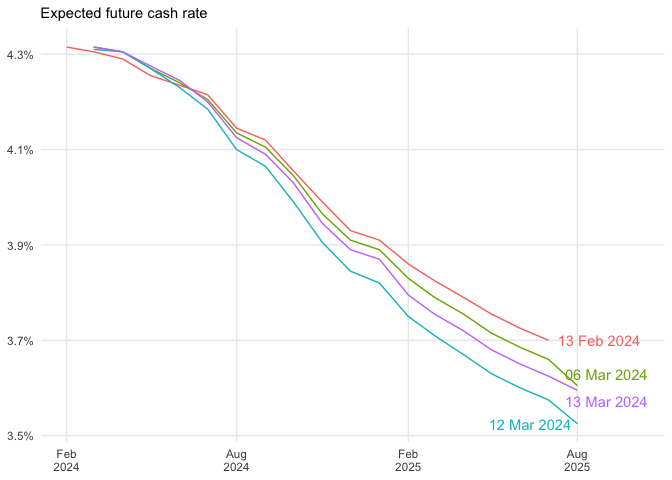 Expected future cash rate
4.3%
4.1%
3.9%
3.7%
3.5%
13 Feb 2024
06 Mar 2024
13 Mar 2024
12 Mar 2024
Feb
2024
Aug
2024
Feb
2025
Aug
2025